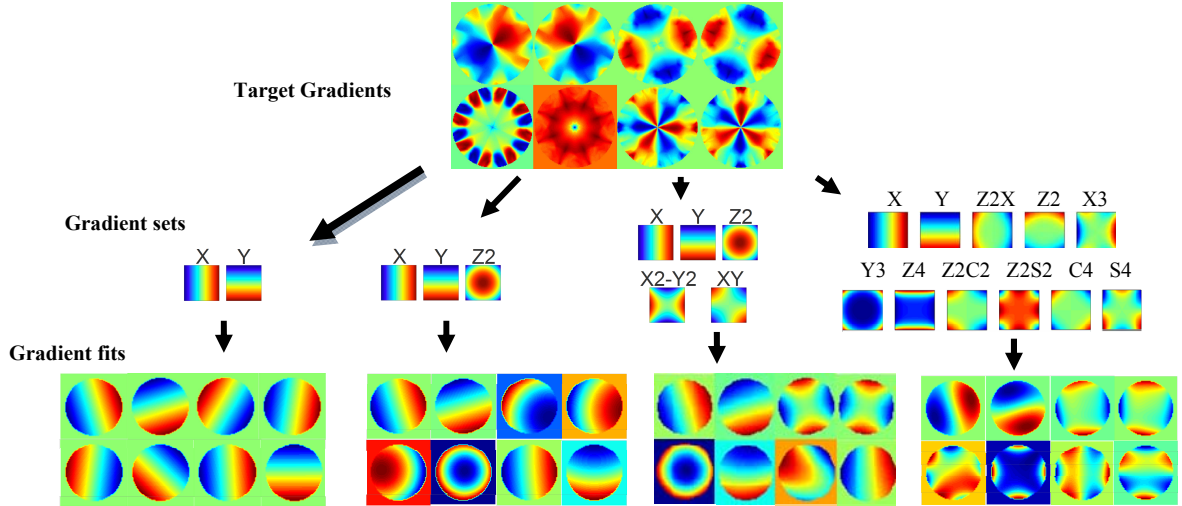 Target Gradients
Gradient sets
X Y
X Y Z2
X Y Z2
X2-Y2 XY
X Y Z2X Z2 X3
Y3 Z4 Z2C2 Z2S2 C4 S4
Gradient fits